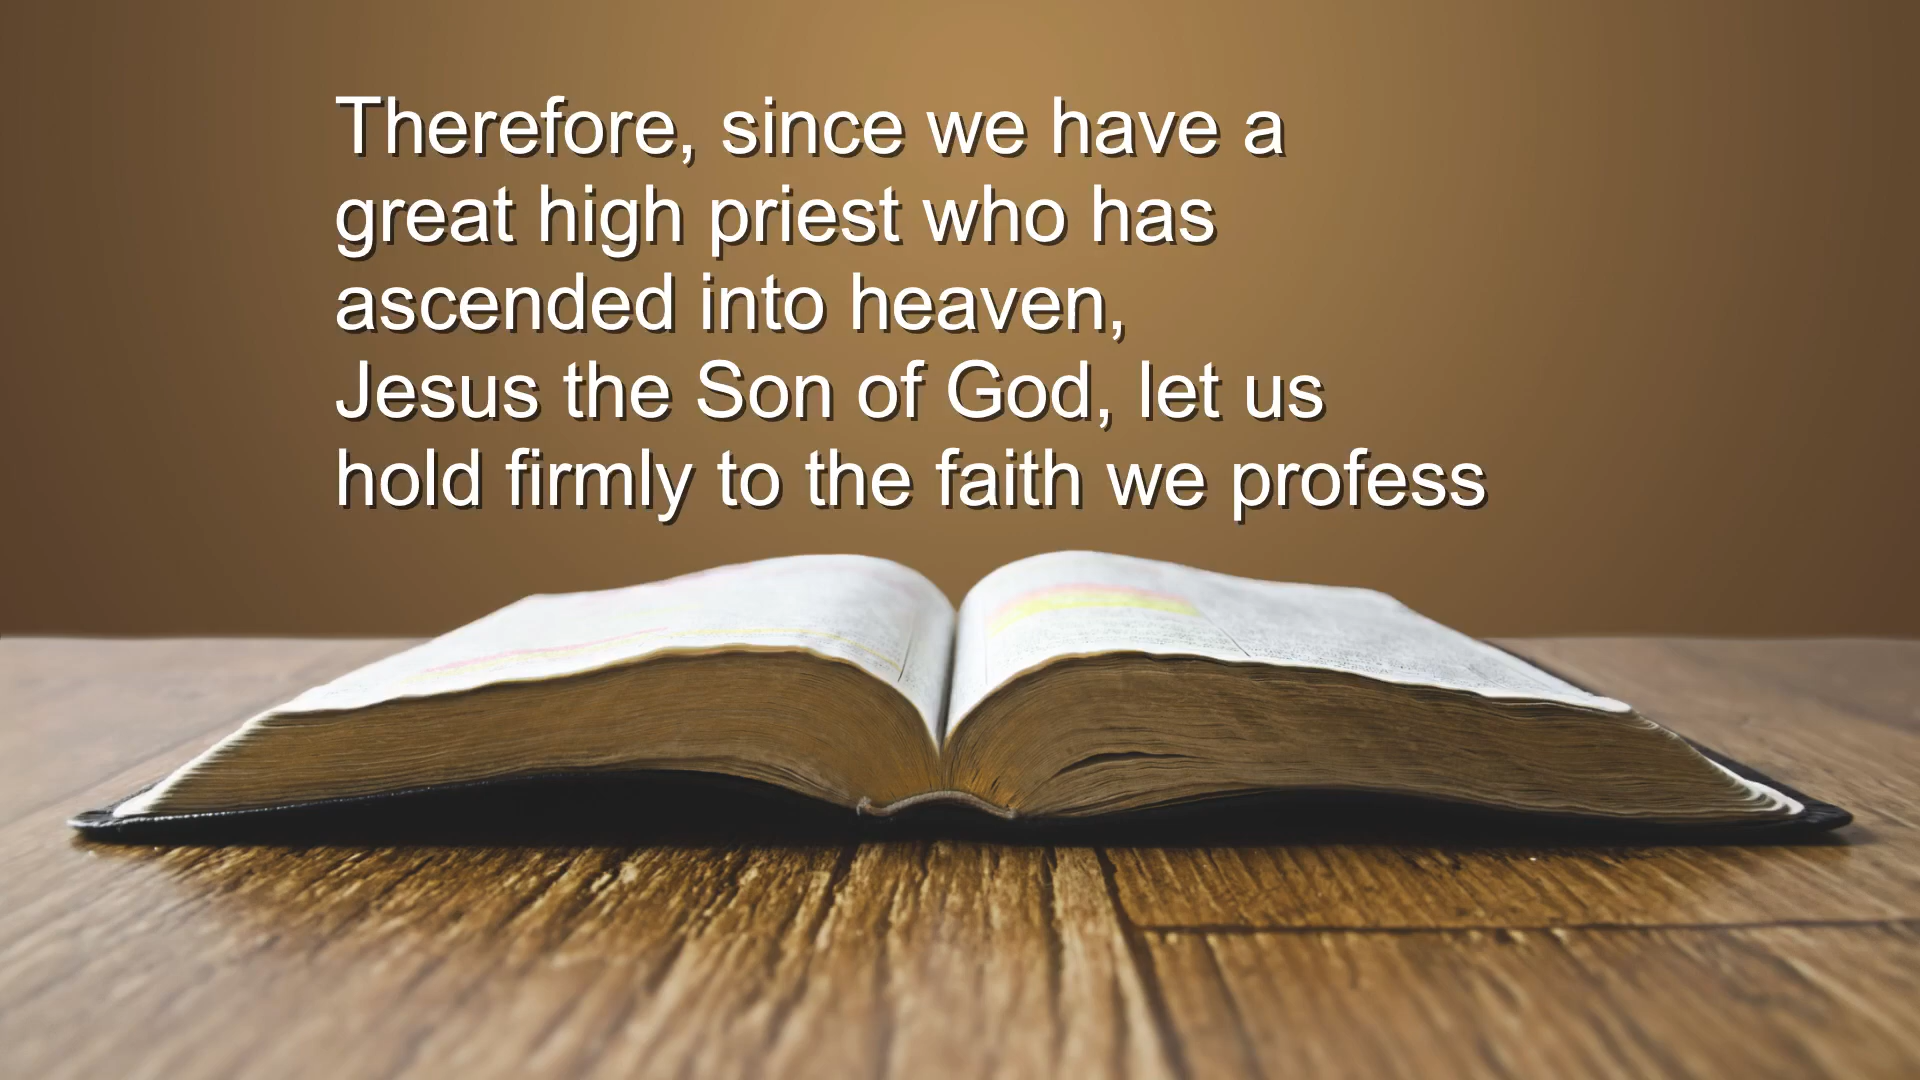 Therefore, since we have a
great high priest who has
ascended into heaven,
Jesus the Son of God, let us
hold firmly to the faith we profess